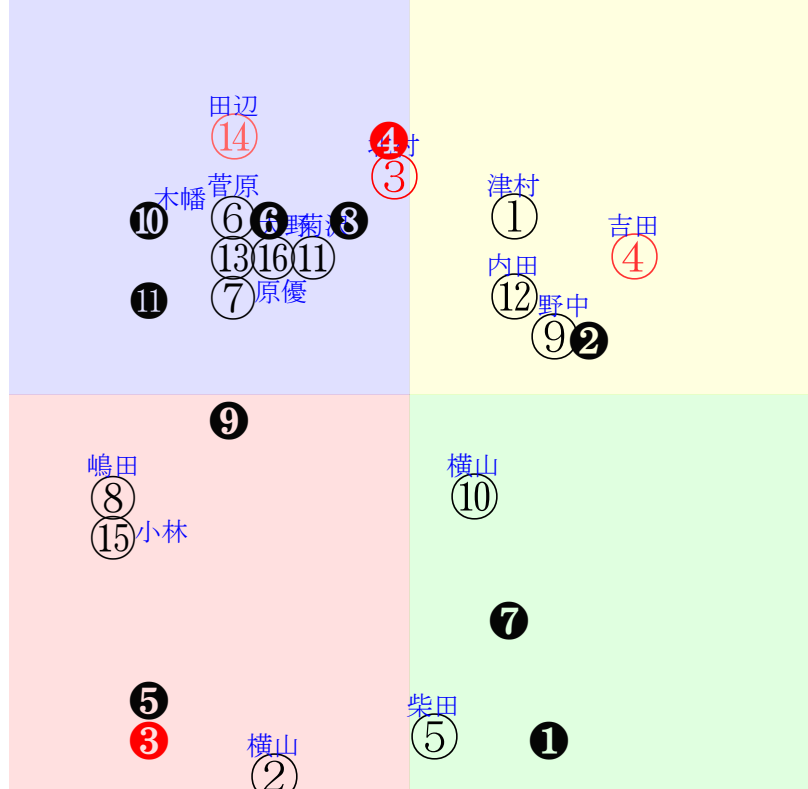 田辺
⑭
❹
③
木幡
菅原
津村
❿
⑥
❻
❽
①
吉田
⑬
⑯
⑪
④
内田
⓫
⑦
原優
⑫
野中
⑨
❷
❾
嶋田
横山
⑧
⑩
⑮
小林
❼
❺
柴田
❸
⑤
❶
横山
②